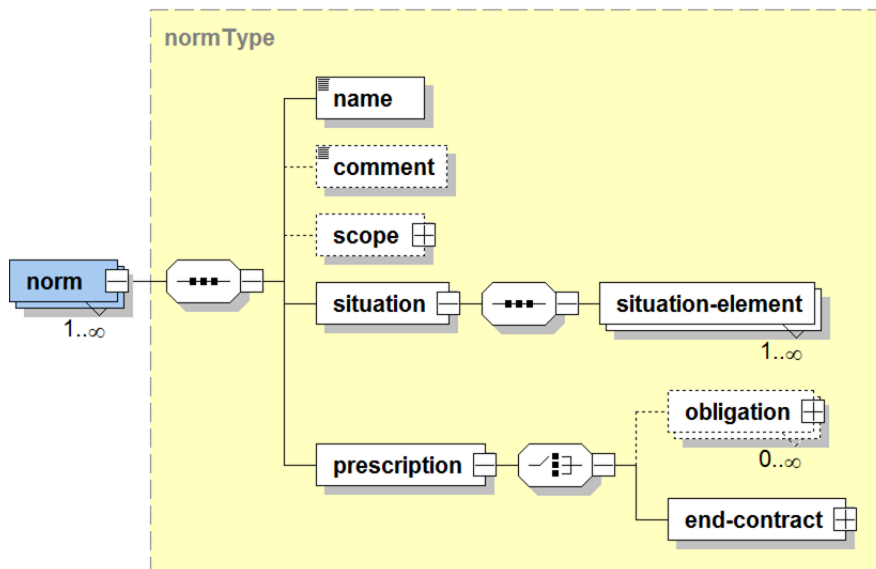 normType
name
comment
scope
norm
1..∞
situation
situation-element
1..∞
obligation
0..∞
prescription
end-contract